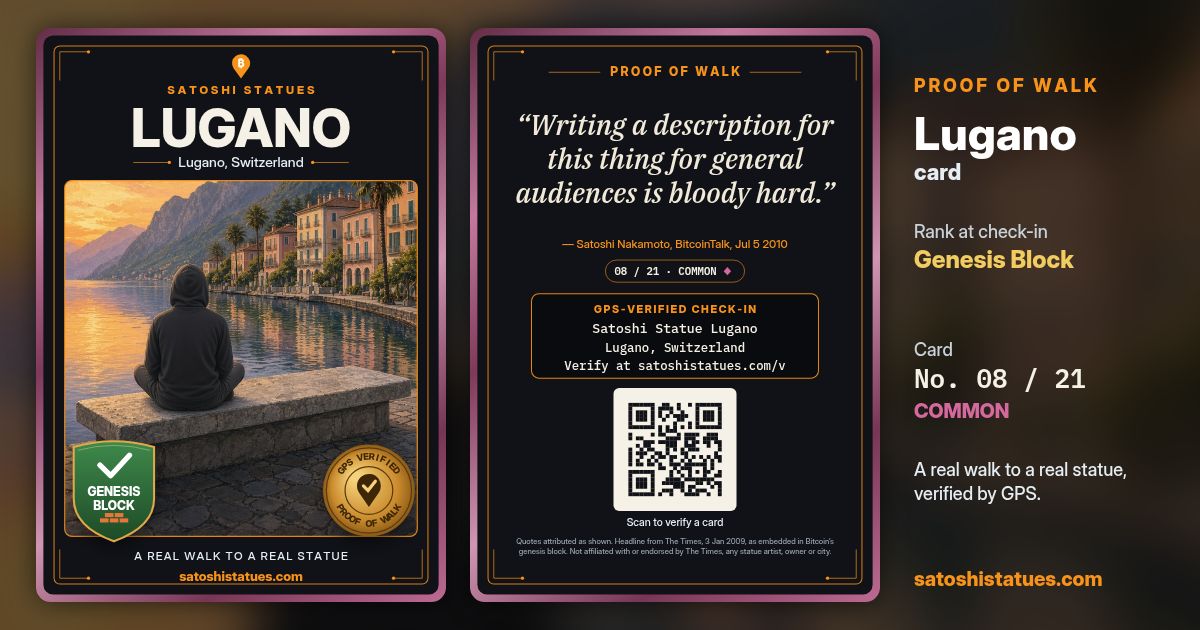 SATOSHI STATUES
LUGANO
Lugano, Switzerland
GENESIS
BLOCK
GPS VERIFIED
PROOF OF WALK
A REAL WALK TO A REAL STATUE
satoshistatues.com
PROOF OF WALK
“Writing a description for
this thing for general
audiences is bloody hard.”
— Satoshi Nakamoto, BitcoinTalk, Jul 5 2010
08 / 21 · COMMON ♦
GPS-VERIFIED CHECK-IN
Satoshi Statue Lugano
Lugano, Switzerland
Verify at satoshistatues.com/v
Scan to verify a card
Quotes attributed as shown. Headline from The Times, 3 Jan 2009, as embedded in Bitcoin's
genesis block. Not affiliated with or endorsed by The Times, any statue artist, owner or city.
PROOF OF WALK
Lugano
card
Rank at check-in
Genesis Block
Card
No. 08 / 21
COMMON
A real walk to a real statue,
verified by GPS.
satoshistatues.com